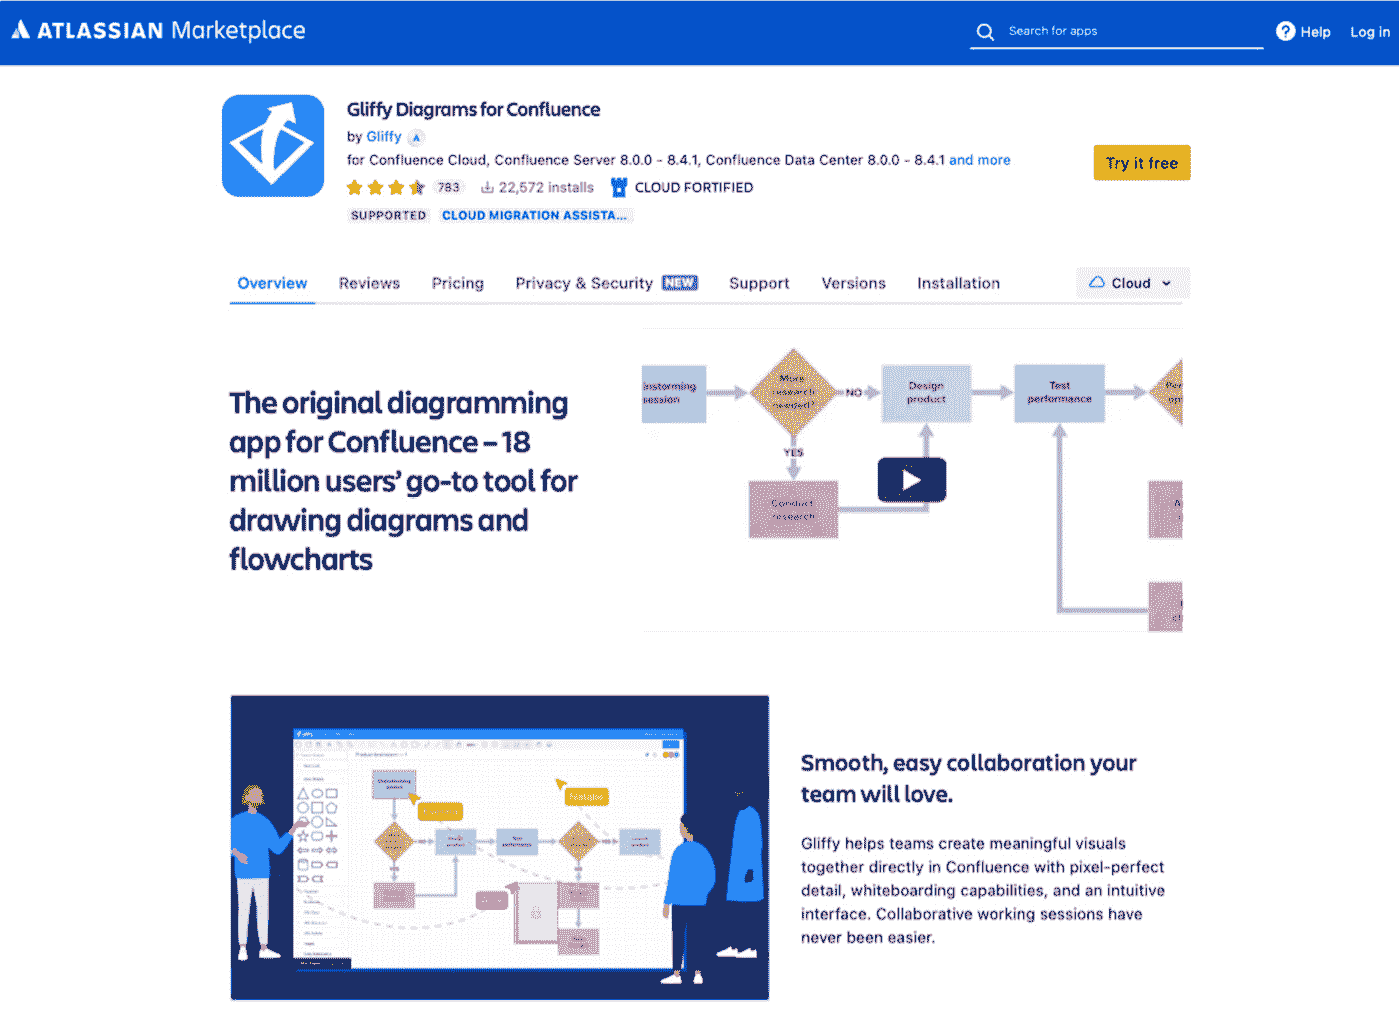 ATLASSIAN Marketplace
Search for apps
? Help
Log in
Gliffy Diagrams for Confluence
by Gliffy
for Confluence Cloud, Confluence Server 8.0.0 - 8.4.1, Confluence Data Center 8.0.0 - 8.4.1 and more
Try it free
783
22,572 installs
CLOUD FORTIFIED
SUPPORTED
CLOUD MIGRATION ASSISTA...
Overview
Reviews
Pricing
Privacy & Security NEW
Support
Versions
Installation
Cloud
The original diagramming
app for Confluence – 18
million users' go-to tool for
drawing diagrams and
flowcharts
session
More
research
needed?
NO
Design
product
Test
performance
YES
Conduct
research
Smooth, easy collaboration your
team will love.
Gliffy helps teams create meaningful visuals
together directly in Confluence with pixel-perfect
detail, whiteboarding capabilities, and an intuitive
interface. Collaborative working sessions have
never been easier.